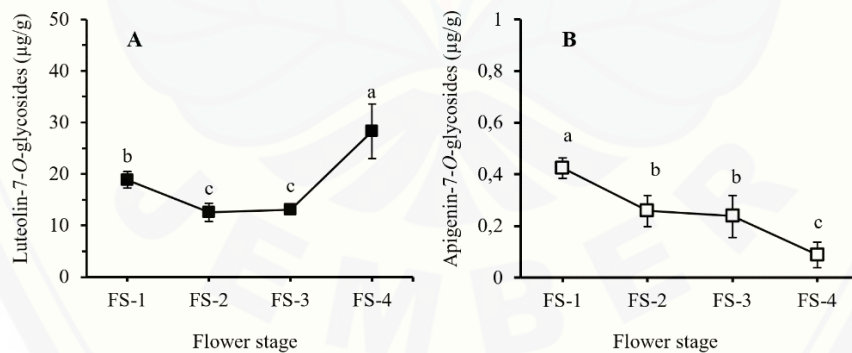 A
Luteolin-7-O-glycosides (µg/g)
50
40
30
20
10
0
b
c
c
a
FS-1 FS-2 FS-3 FS-4
Flower stage
B
Apigenin-7-O-glycosides (µg/g)
1
0,8
0,6
0,4
0,2
0
a
b
b
c
FS-1 FS-2 FS-3 FS-4
Flower stage
JEMBER